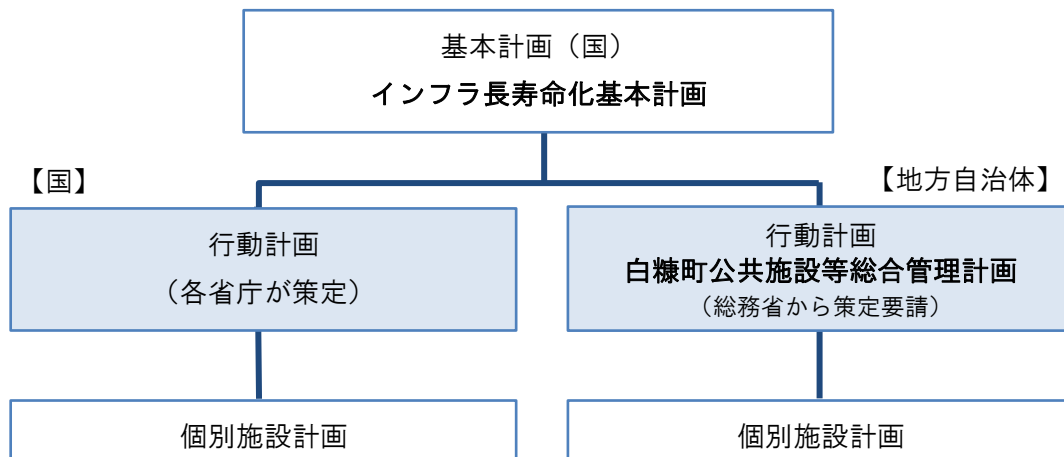 基本計画（国）
インフラ長寿命化基本計画
【国】
【地方自治体】
行動計画
（各省庁が策定）
行動計画
白糠町公共施設等総合管理計画
（総務省から策定要請）
個別施設計画
個別施設計画